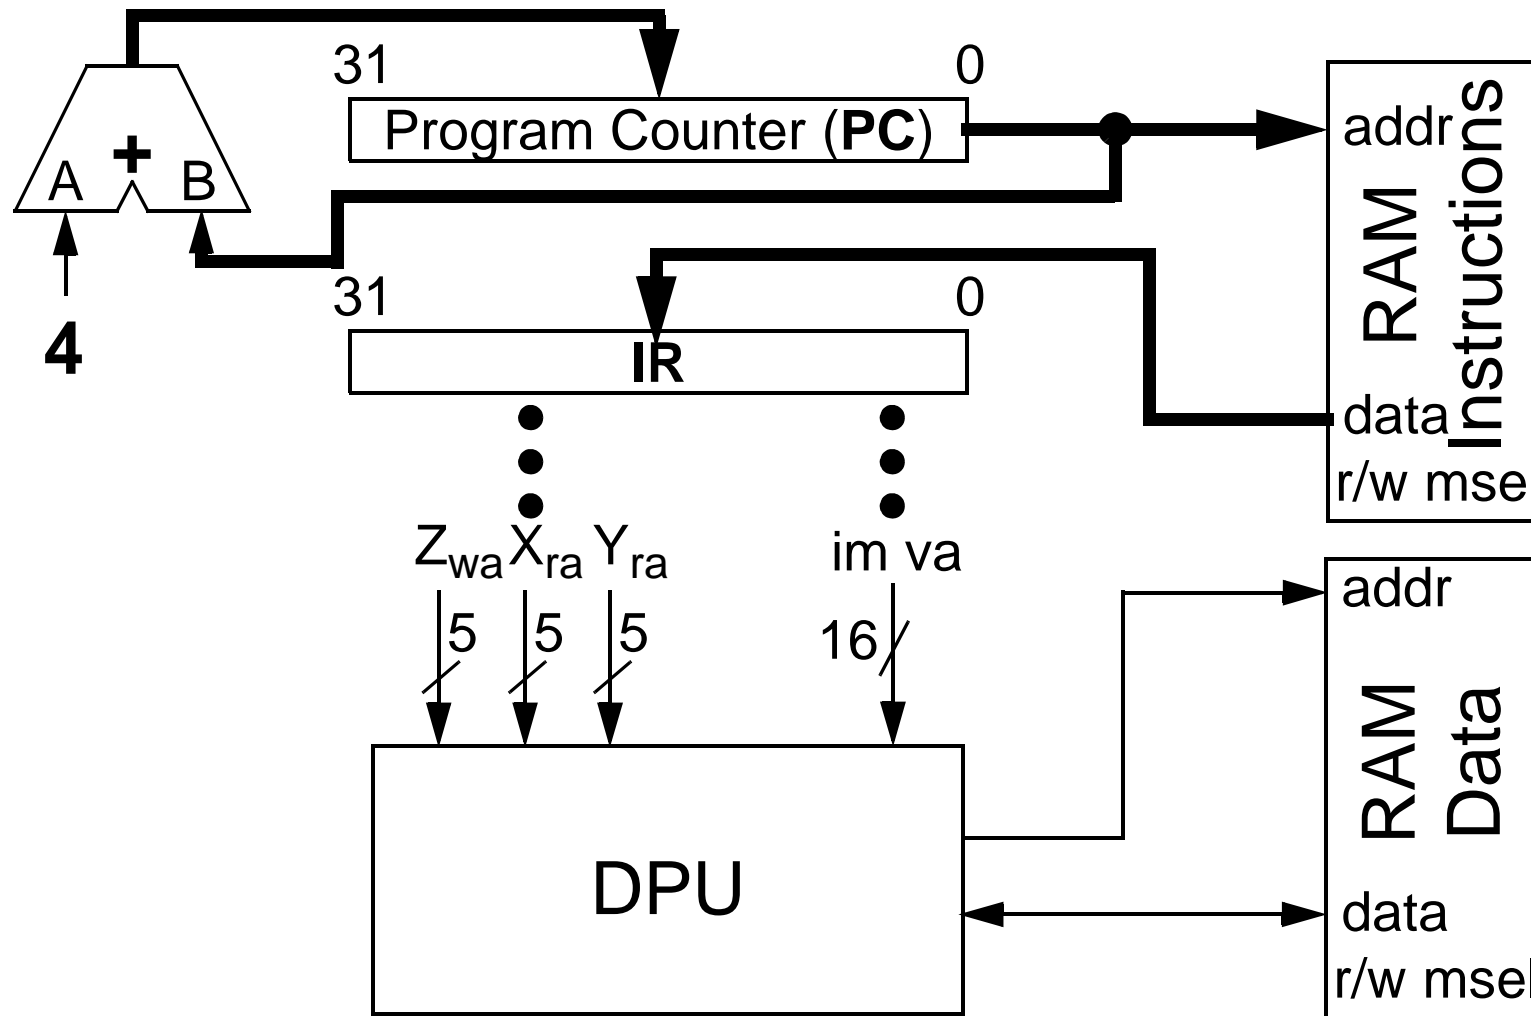 31 0
Program Counter (PC)
A + B
4
addr
RAM
Instructions
data
r/w mse
31 0
IR
Zwa Xra Yra im va
5 5 5 16
DPU
addr
RAM
Data
data
r/w msel